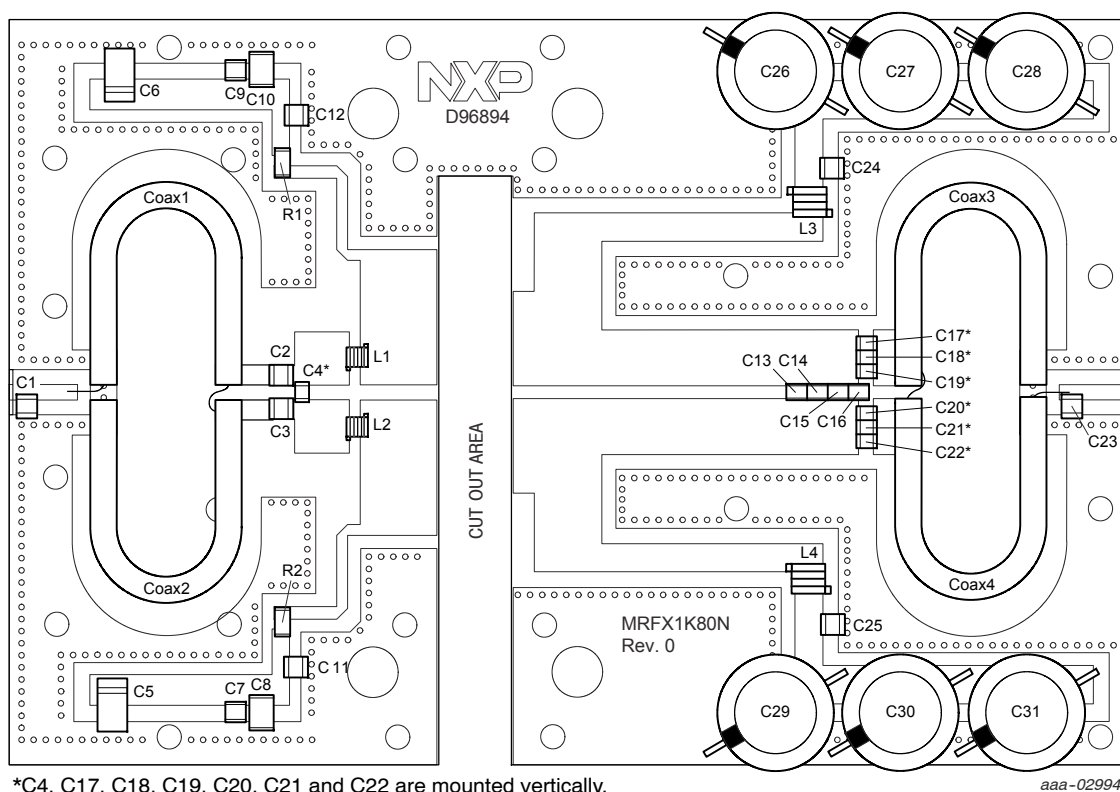 C26
C27
C28
C6
C9
C10
NXP
D96894
C12
C24
R1
L3
Coax1
Coax3
C17*
C18*
C19*
C2
C4*
L1
C13
C14
C1
C15
C16
C20*
C21*
C22*
C23
C3
L2
CUT OUT AREA
L4
R2
Coax2
Coax4
MRFX1K80N
Rev. 0
C25
C11
C5
C7
C8
C29
C30
C31
*C4, C17, C18, C19, C20, C21 and C22 are mounted vertically.
aaa-02994